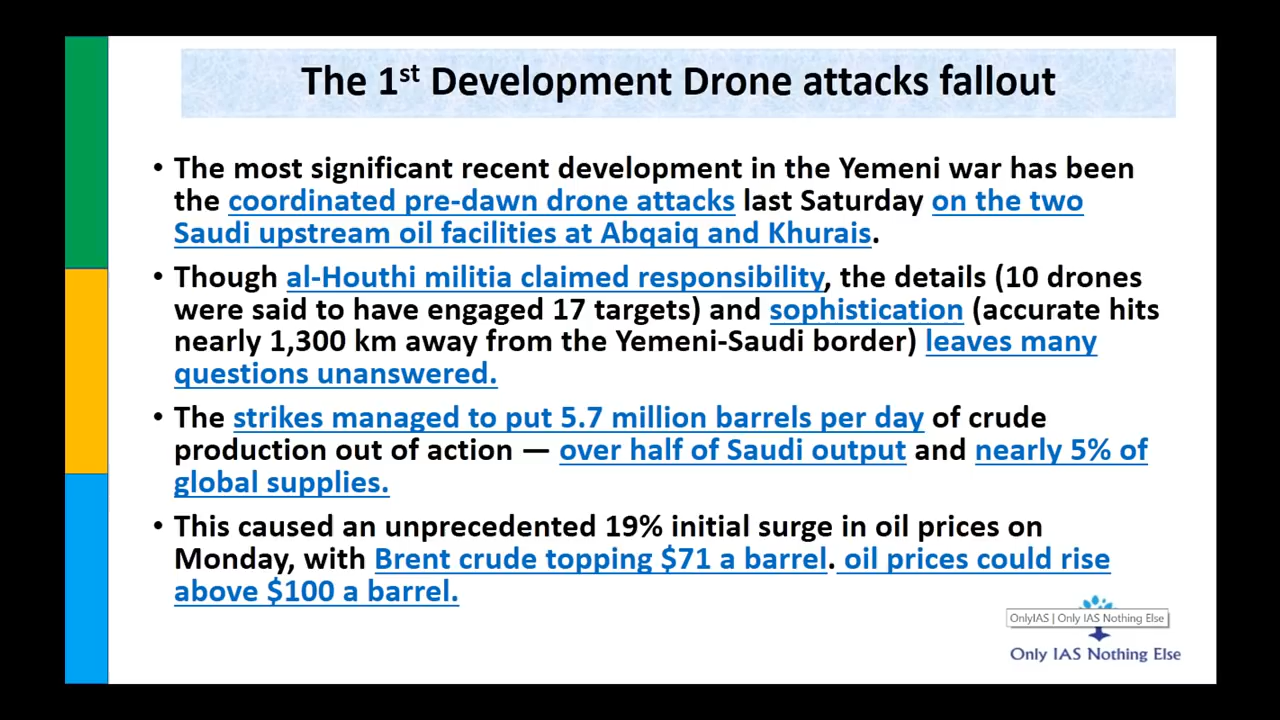 The 1st Development Drone attacks fallout
• The most significant recent development in the Yemeni war has been
the coordinated pre-dawn drone attacks last Saturday on the two
Saudi upstream oil facilities at Abqaiq and Khurais.
• Though al-Houthi militia claimed responsibility, the details (10 drones
were said to have engaged 17 targets) and sophistication (accurate hits
nearly 1,300 km away from the Yemeni-Saudi border) leaves many
questions unanswered.
• The strikes managed to put 5.7 million barrels per day of crude
production out of action — over half of Saudi output and nearly 5% of
global supplies.
• This caused an unprecedented 19% initial surge in oil prices on
Monday, with Brent crude topping $71 a barrel. oil prices could rise
above $100 a barrel.
OnlyIAS | Only IAS Nothing Else
Only IAS Nothing Else